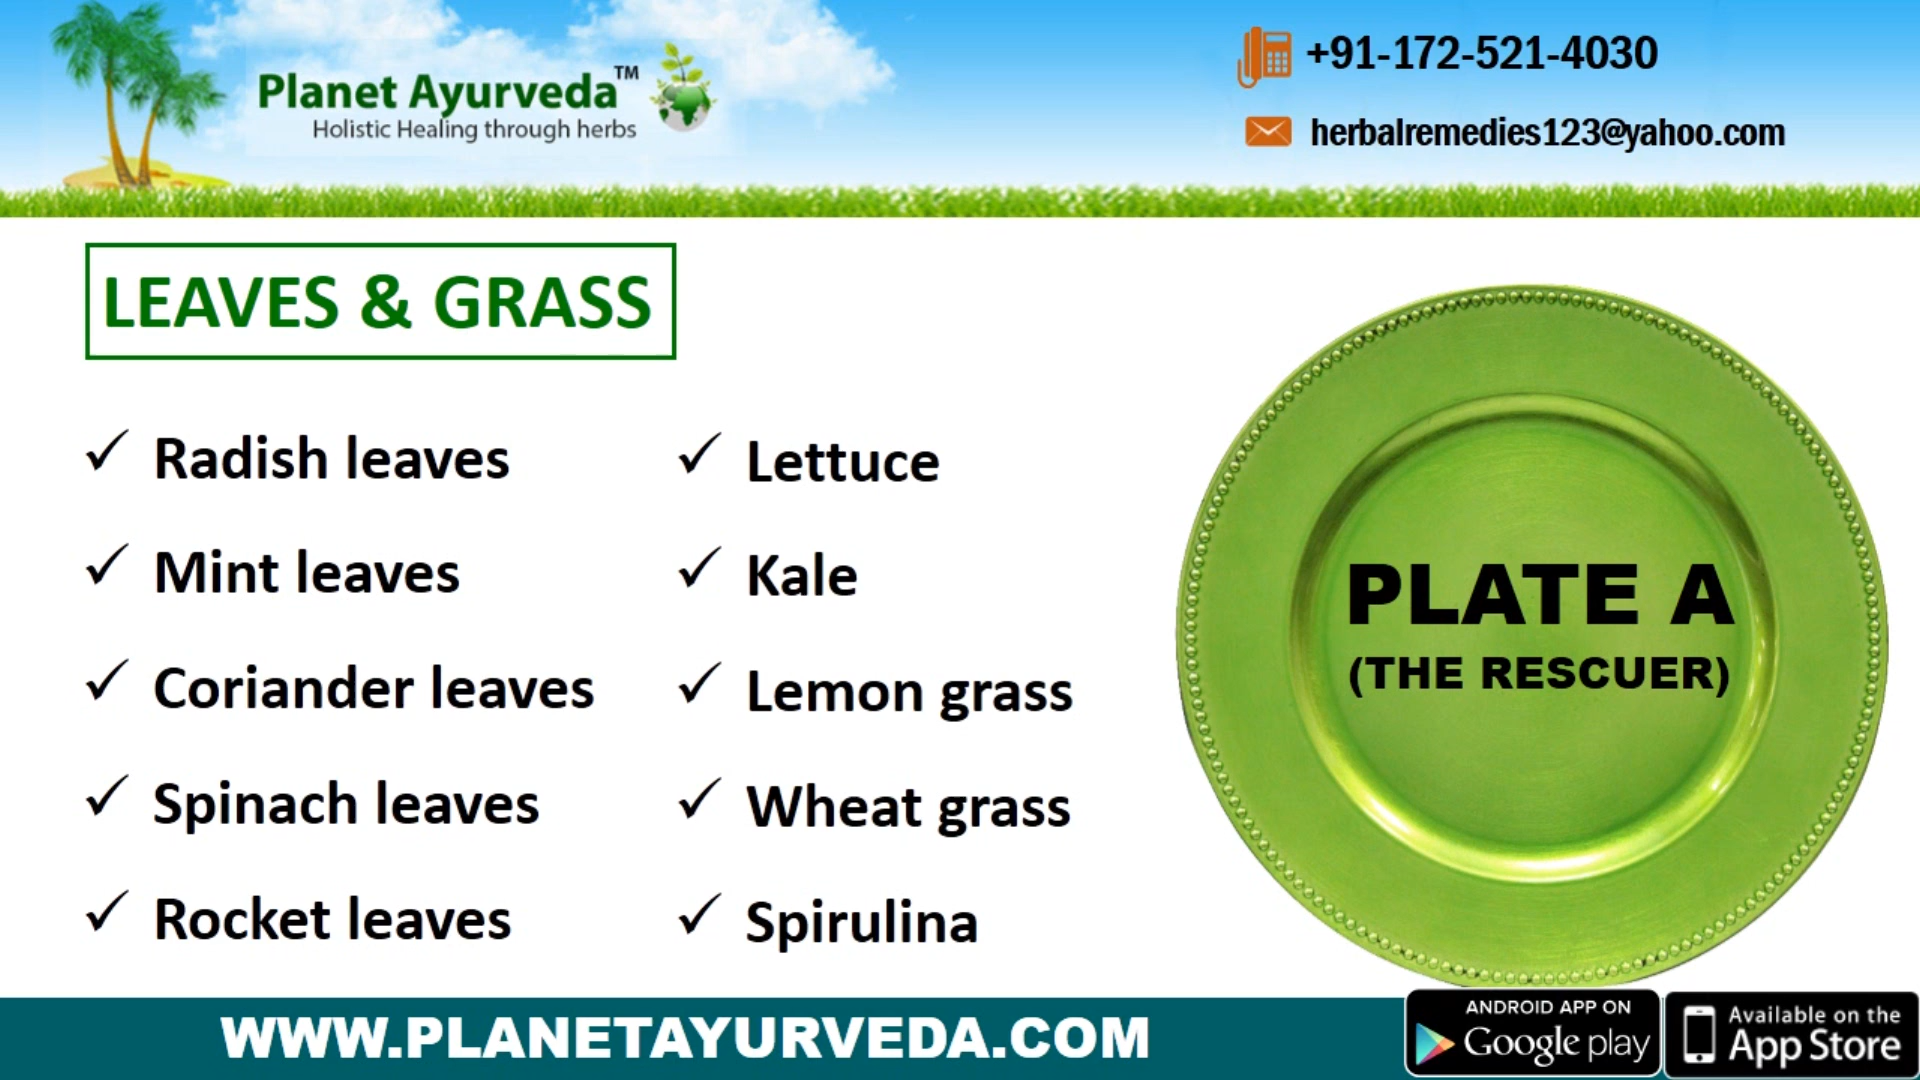 Planet Ayurveda™
Holistic Healing through herbs
+91-172-521-4030
herbalremedies123@yahoo.com
LEAVES & GRASS
✓ Radish leaves
✓ Mint leaves
✓ Coriander leaves
✓ Spinach leaves
✓ Rocket leaves
✓ Lettuce
✓ Kale
✓ Lemon grass
✓ Wheat grass
✓ Spirulina
PLATE A
(THE RESCUER)
WWW.PLANETAYURVEDA.COM
ANDROID APP ON
Google play
Available on the
App Store